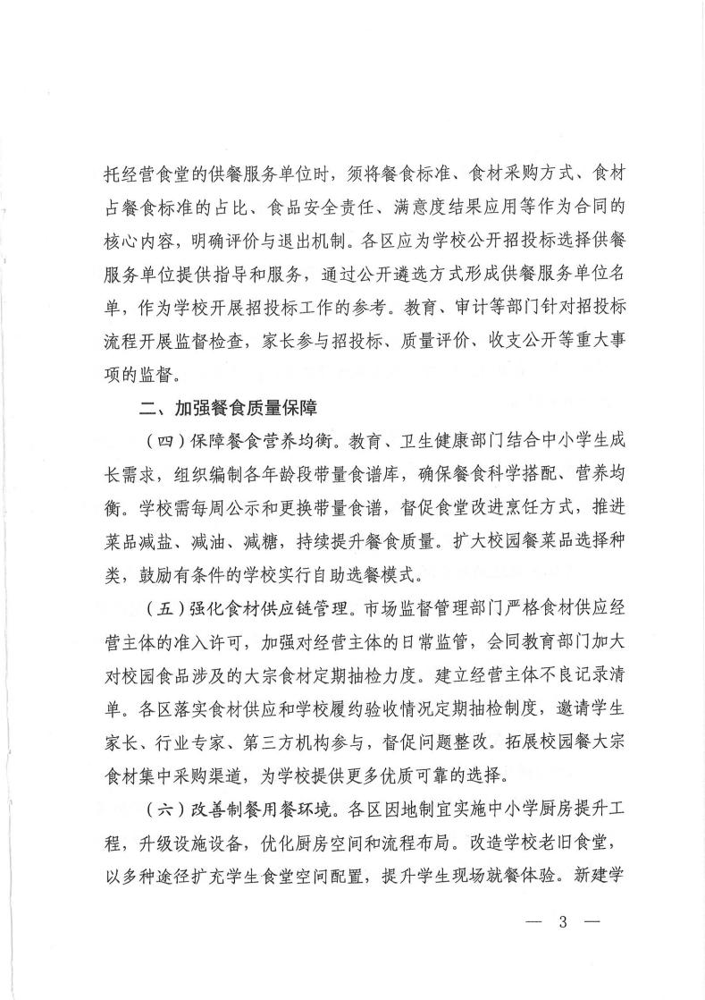 托经营食堂的供餐服务单位时，须将餐食标准、食材采购方式、食材
占餐食标准的占比、食品安全责任、满意度结果应用等作为合同的
核心内容，明确评价与退出机制。各区应为学校公开招投标选择供餐
服务单位提供指导和服务，通过公开遴选方式形成供餐服务单位名
单，作为学校开展招投标工作的参考。教育、审计等部门针对招投标
流程开展监督检查，家长参与招投标、质量评价、收支公开等重大事
项的监督。
二、加强餐食质量保障
（四）保障餐食营养均衡。教育、卫生健康部门结合中小学生成
长需求，组织编制各年龄段带量食谱库，确保餐食科学搭配、营养均
衡。学校需每周公示和更换带量食谱，督促食堂改进烹饪方式，推进
菜品减盐、减油、减糖，持续提升餐食质量。扩大校园餐菜品选择种
类，鼓励有条件的学校实行自助选餐模式。
（五）强化食材供应链管理。市场监督管理部门严格食材供应经
营主体的准入许可，加强对经营主体的日常监管，会同教育部门加大
对校园食品涉及的大宗食材定期抽检力度。建立经营主体不良记录清
单。各区落实食材供应和学校履约验收情况定期抽检制度，邀请学生
家长、行业专家、第三方机构参与，督促问题整改。拓展校园餐大宗
食材集中采购渠道，为学校提供更多优质可靠的选择。
（六）改善制餐用餐环境。各区因地制宜实施中小学厨房提升工
程，升级设施设备，优化厨房空间和流程布局。改造学校老旧食堂，
以多种途径扩充学生食堂空间配置，提升学生现场就餐体验。新建学
— 3 —